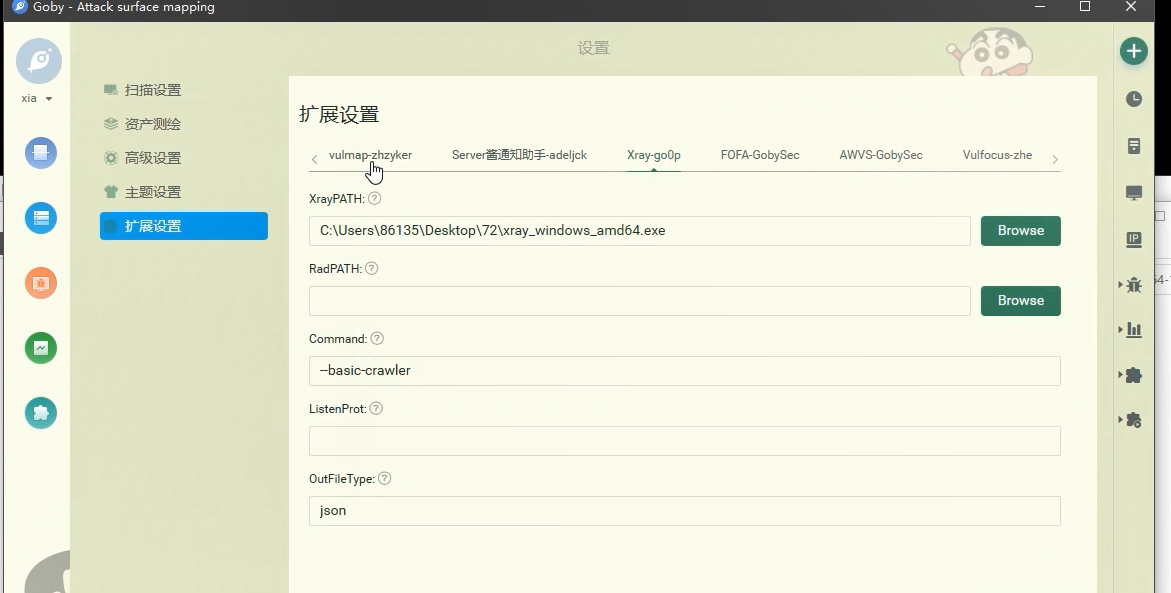 Goby - Attack surface mapping
设置
xia
扫描设置
资产测绘
高级设置
主题设置
扩展设置
扩展设置
vulmap-zhzyker Server酱通知助手-adeljck Xray-go0p FOFA-GobySec AWVS-GobySec Vulfocus-zhe
XrayPATH: ?
C:\Users\86135\Desktop\72\xray_windows_amd64.exe Browse
RadPATH: ?
Browse
Command: ?
--basic-crawler
ListenProt: ?
OutFileType: ?
json
IP
54-